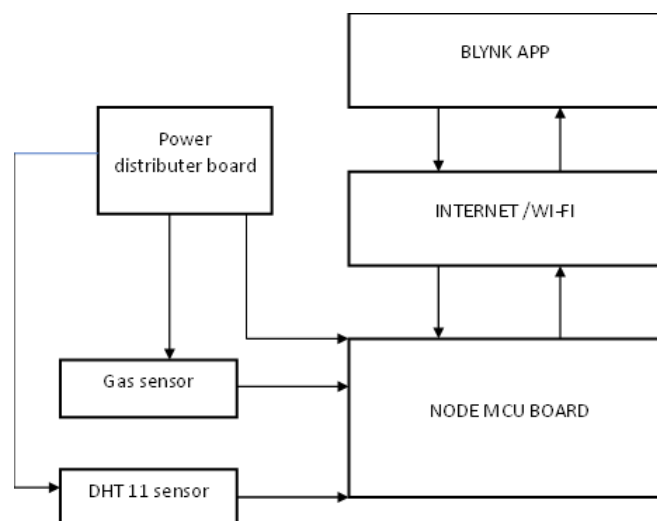 BLYNK APP
Power
distributer board
INTERNET /WI-FI
Gas sensor
NODE MCU BOARD
DHT 11 sensor